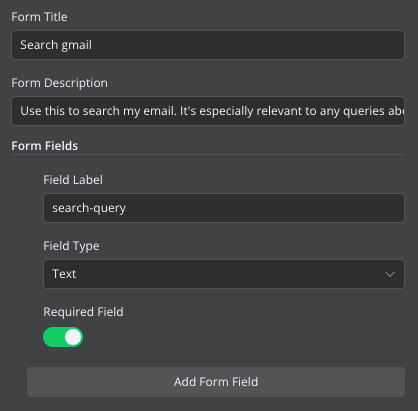 Form Title
Search gmail
Form Description
Use this to search my email. It's especially relevant to any queries abo
Form Fields
Field Label
search-query
Field Type
Text
Required Field
Add Form Field